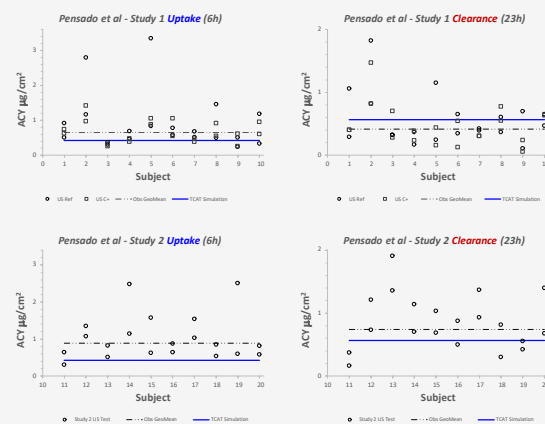 Pensado et al - Study 1 Uptake (6h)
ACY µg/cm²
3
2
1
0
0 1 2 3 4 5 6 7 8 9 10
Subject
US Ref US C+ Obs GeoMean TCAT Simulation
Pensado et al - Study 1 Clearance (23h)
ACY µg/cm²
2
1
0
0 1 2 3 4 5 6 7 8 9 1
Subject
US Ref US C+ Obs GeoMean TCAT Simulation
Pensado et al - Study 2 Uptake (6h)
ACY µg/cm²
3
2
1
0
10 11 12 13 14 15 16 17 18 19 20
Subject
Study 2 US Test Obs GeoMean TCAT Simulation
Pensado et al - Study 2 Clearance (23h)
ACY µg/cm²
2
1
0
10 11 12 13 14 15 16 17 18 19 20
Subject
Study 2 US Test Obs GeoMean TCAT Simulation